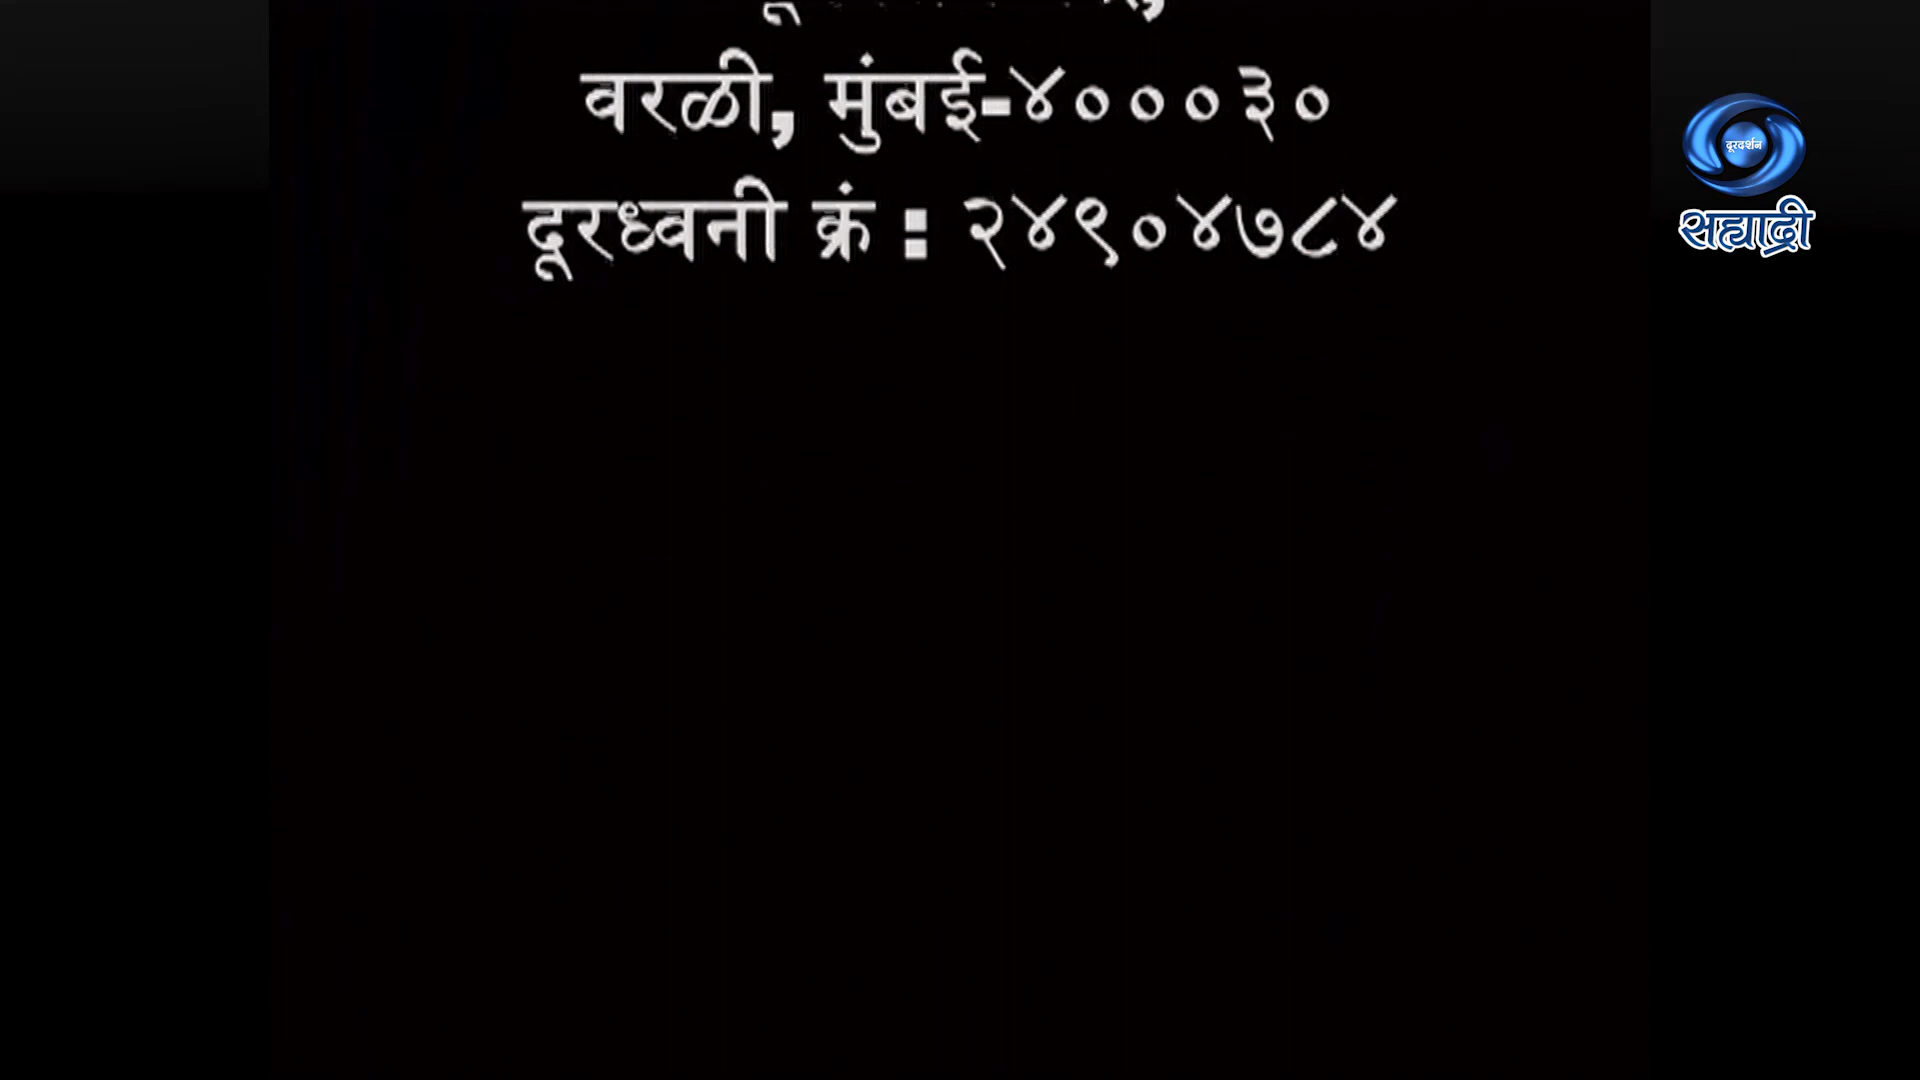 वरळी, मुंबई-४०००३०
दूरध्वनी क्रं : २४९०४७८४
दूरदर्शन
सह्याद्री